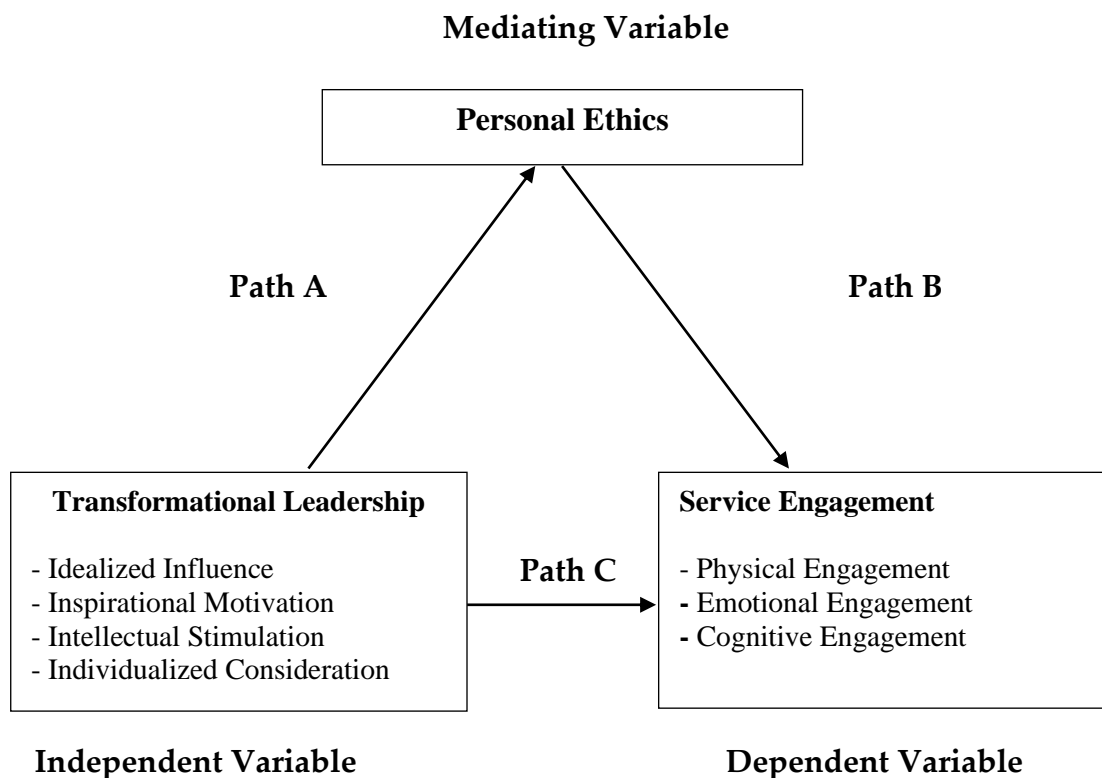 Mediating Variable
Personal Ethics
Path A
Path B
Transformational Leadership
- Idealized Influence
- Inspirational Motivation
- Intellectual Stimulation
- Individualized Consideration
Path C
Service Engagement
- Physical Engagement
- Emotional Engagement
- Cognitive Engagement
Independent Variable
Dependent Variable